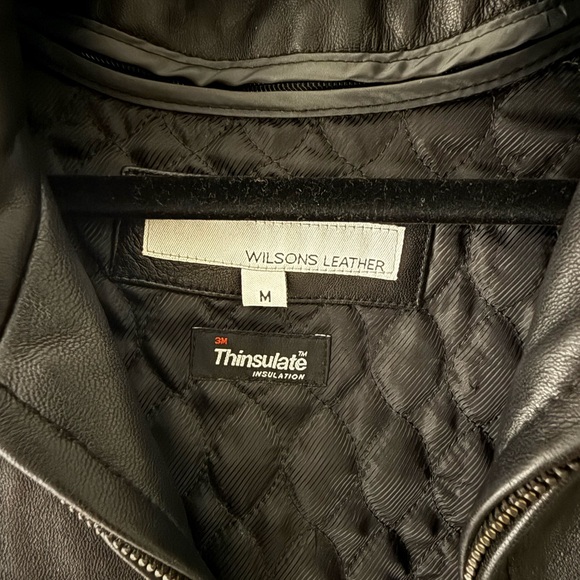 WILSONS LEATHER
M
3M
Thinsulate™
INSULATION